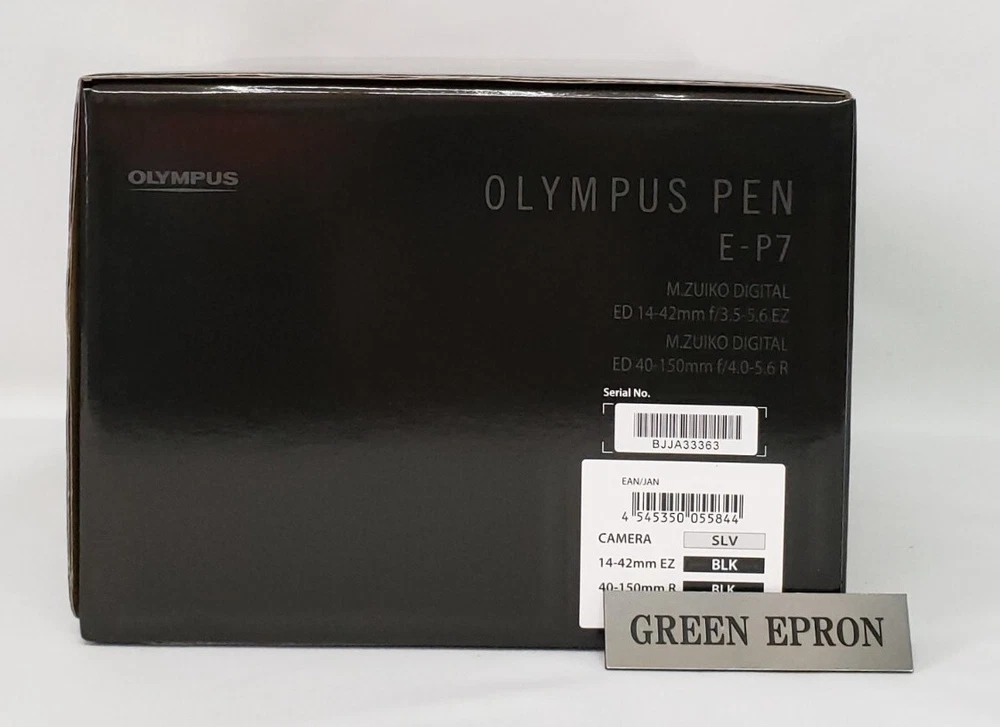 OLYMPUS
OLYMPUS PEN
E-P7
M.ZUIKO DIGITAL
ED 14-42mm f/3.5-5.6 EZ
M.ZUIKO DIGITAL
ED 40-150mm f/4.0-5.6 R
Serial No.
BJJA33363
EAN/JAN
4 545350 055844
CAMERA SLV
14-42mm EZ BLK
40-150mm R BLK
GREEN EPRON